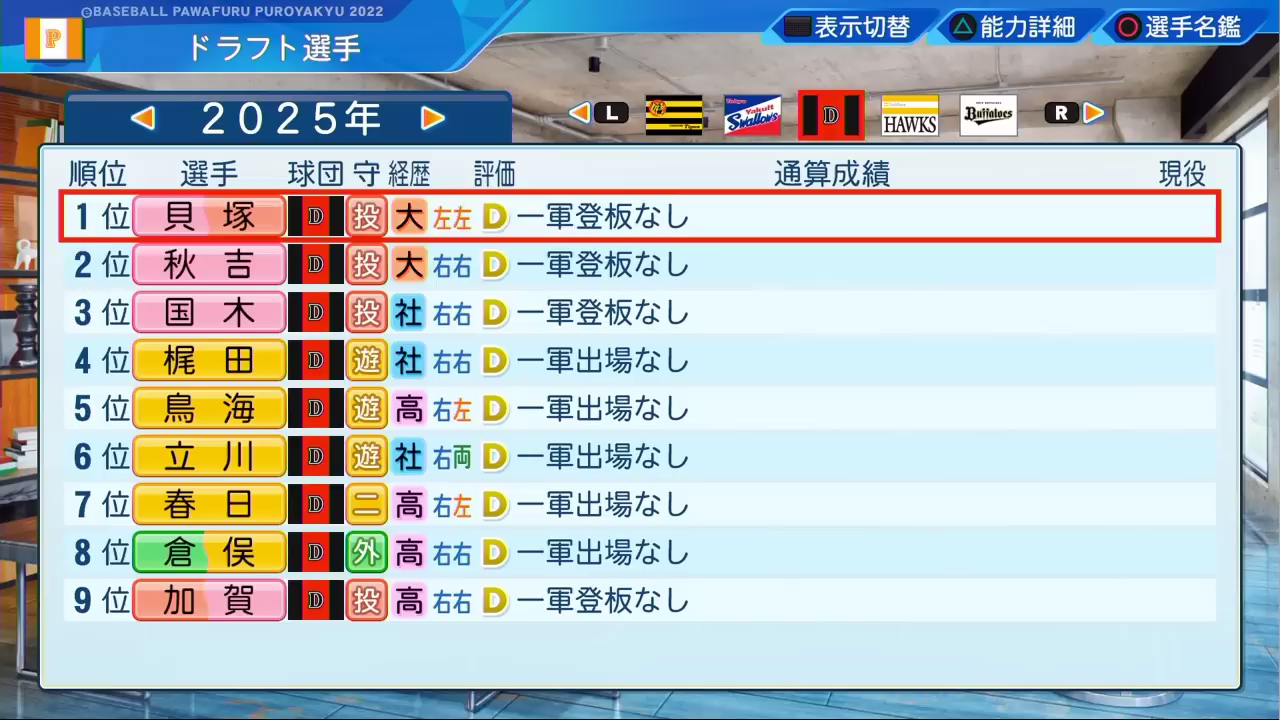 ©BASEBALL PAWAFURU PUROYAKYU 2022
P ドラフト選手
表示切替 能力詳細 選手名鑑
2025年
L Tigers Tokyo Yakult Swallows D SoftBank HAWKS Buffaloes R
順位 選手 球団 守 経歴 評価 通算成績 現役
1位 貝塚 D 投 大 左左 D 一軍登板なし
2位 秋吉 D 投 大 右右 D 一軍登板なし
3位 国木 D 投 社 右右 D 一軍登板なし
4位 梶田 D 遊 社 右右 D 一軍出場なし
5位 鳥海 D 遊 高 右左 D 一軍出場なし
6位 立川 D 遊 社 右両 D 一軍出場なし
7位 春日 D 二 高 右左 D 一軍出場なし
8位 倉俣 D 外 高 右右 D 一軍出場なし
9位 加賀 D 投 高 右右 D 一軍登板なし